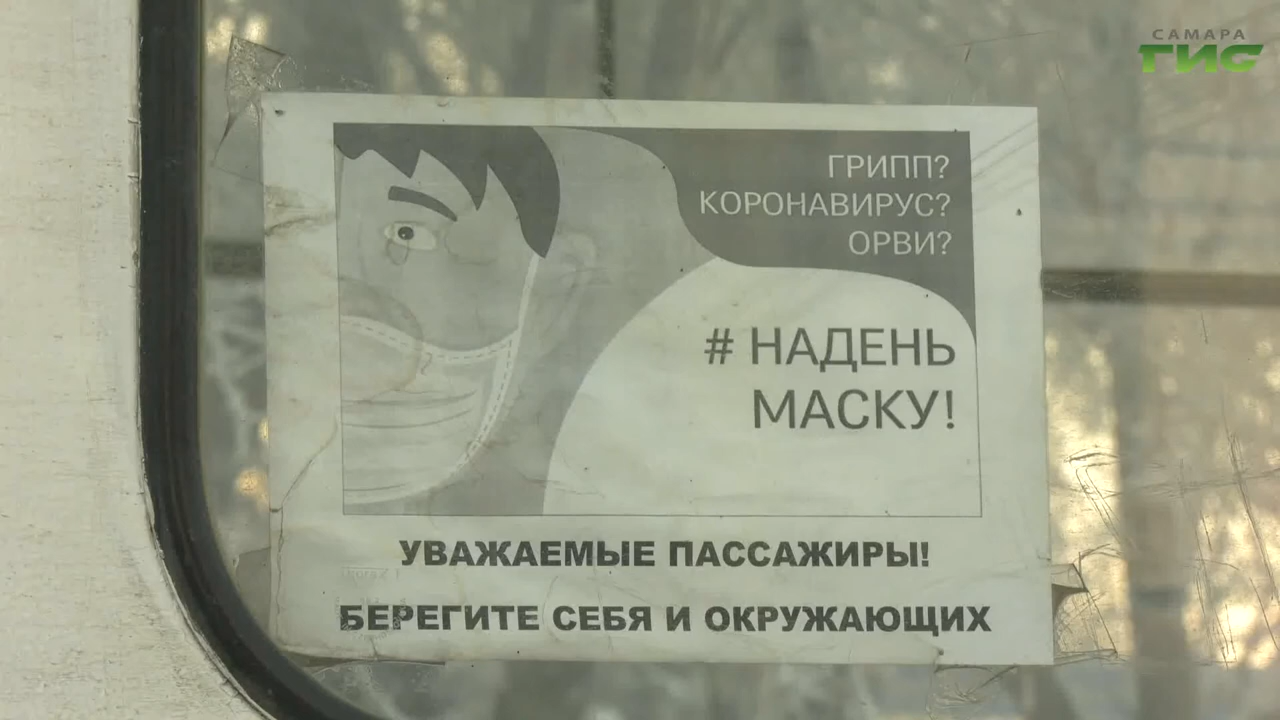 САМАРА
ГИС
ГРИПП?
КОРОНАВИРУС?
ОРВИ?
# НАДЕНЬ
МАСКУ!
УВАЖАЕМЫЕ ПАССАЖИРЫ!
БЕРЕГИТЕ СЕБЯ И ОКРУЖАЮЩИХ